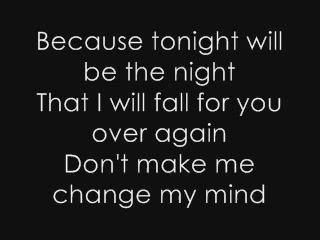 Because tonight will
be the night
That I will fall for you
over again
Don't make me
change my mind